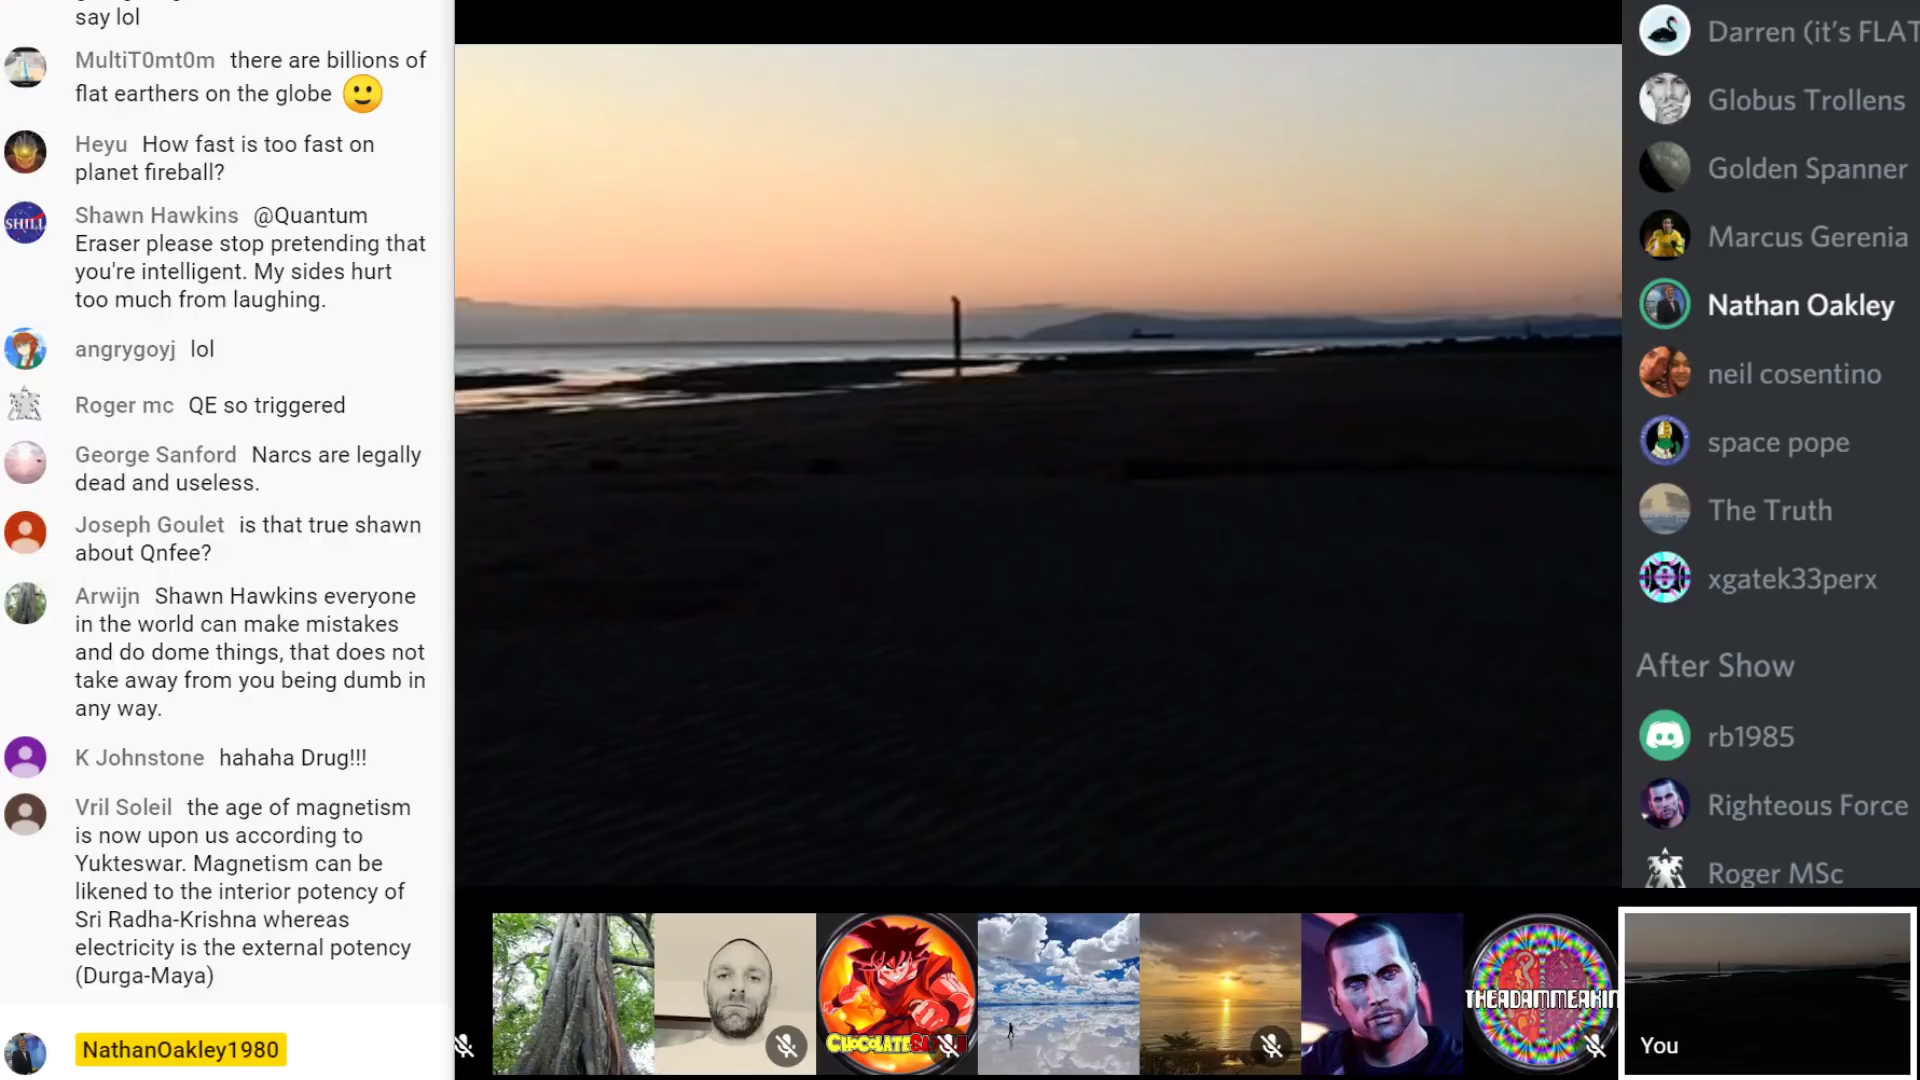 say lol
MultiT0mt0m there are billions of
flat earthers on the globe
Heyu How fast is too fast on
planet fireball?
Shawn Hawkins @Quantum
Eraser please stop pretending that
you're intelligent. My sides hurt
too much from laughing.
SHILL
angrygoyj lol
Roger mc QE so triggered
George Sanford Narcs are legally
dead and useless.
Joseph Goulet is that true shawn
about Qnfee?
Arwijn Shawn Hawkins everyone
in the world can make mistakes
and do dome things, that does not
take away from you being dumb in
any way.
K Johnstone hahaha Drug!!!
Vril Soleil the age of magnetism
is now upon us according to
Yukteswar. Magnetism can be
likened to the interior potency of
Sri Radha-Krishna whereas
electricity is the external potency
(Durga-Maya)
NathanOakley1980
Darren (it's FLAT
Globus Trollens
Golden Spanner
Marcus Gerenia
Nathan Oakley
neil cosentino
space pope
The Truth
xgatek33perx
After Show
rb1985
Righteous Force
Roger MSc
THEADAMMEAKIN
You